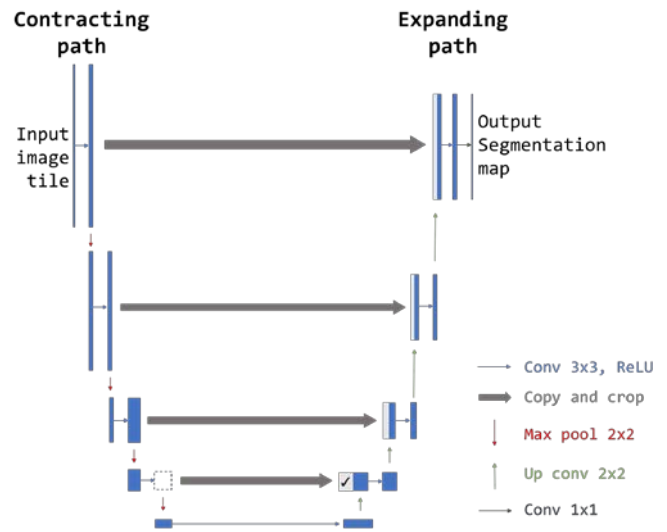 Contracting
path
Expanding
path
Input
image
tile
Output
Segmentation
map
Conv 3x3, ReLU
Copy and crop
Max pool 2x2
Up conv 2x2
Conv 1x1
✓